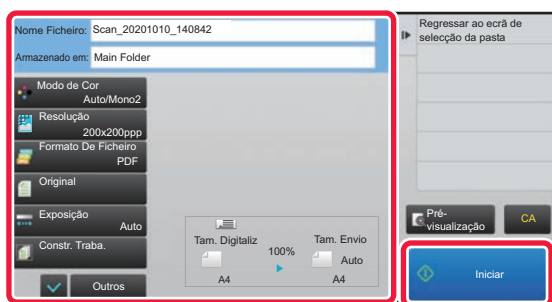 Nome Ficheiro: Scan_20201010_140842
Armazenado em: Main Folder
Modo de Cor
Auto/Mono2
Resolução
200x200ppp
Formato De Ficheiro
PDF
Original
Exposição
Auto
Constr. Traba.
Outros
Tam. Digitaliz
100%
Tam. Envio
Auto
A4
A4
Regressar ao ecrã de
selecção da pasta
Pré-
visualização
CA
Iniciar